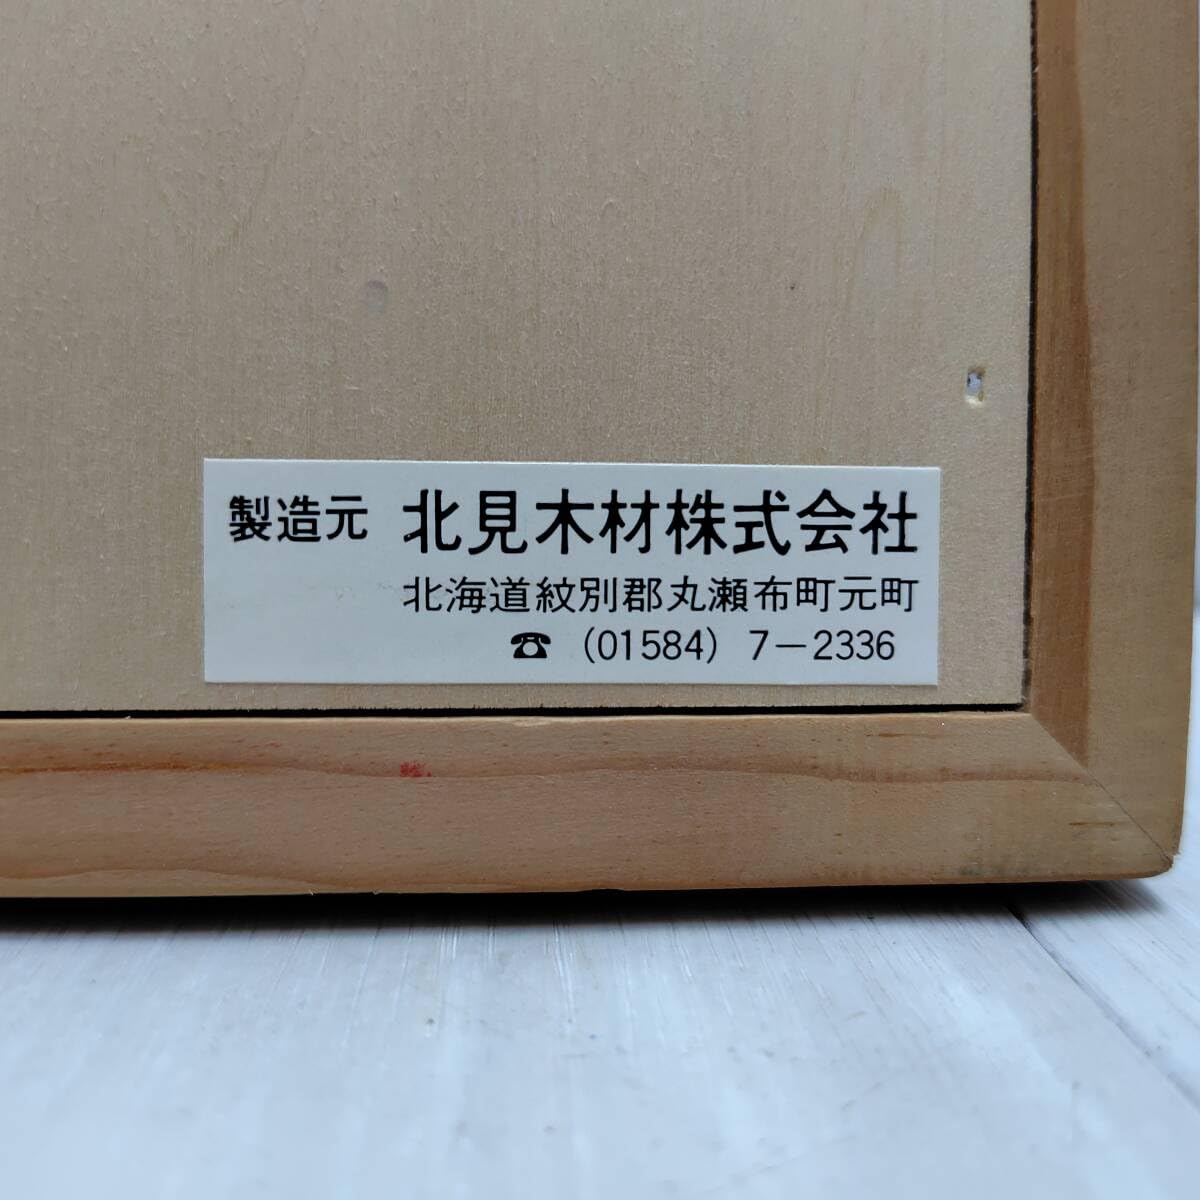 製造元 北見木材株式会社
北海道紋別郡丸瀬布町元町
☎ (01584) 7-2336